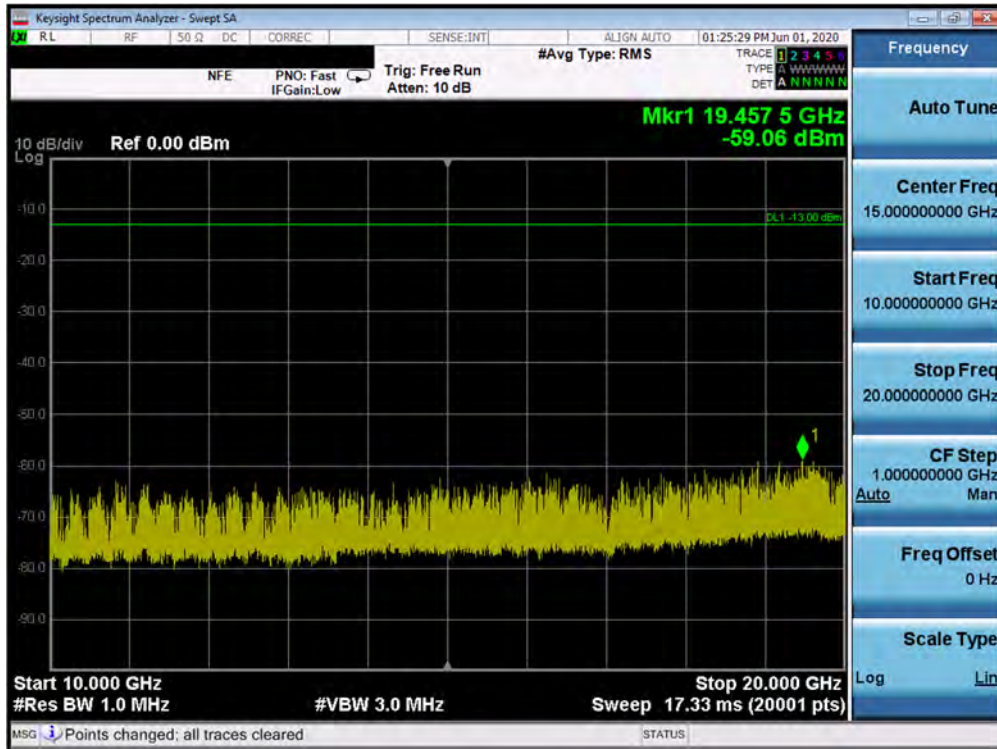 Keysight Spectrum Analyzer - Swept SA
LXI RL RF 50 Ω DC CORREC SENSE:INT ALIGN AUTO 01:25:29 PM Jun 01, 2020
#Avg Type: RMS TRACE 1 2 3 4 5 6
NFE PNO: Fast Trig: Free Run TYPE A WWWWW
IFGain:Low Atten: 10 dB DET A N N N N N
Mkr1 19.457 5 GHz
10 dB/div Ref 0.00 dBm -59.06 dBm
Log
-10.0
DL1 -13.00 dBm
-20.0
-30.0
-40.0
-50.0
1
-60.0
-70.0
-80.0
-90.0
Start 10.000 GHz Stop 20.000 GHz
#Res BW 1.0 MHz #VBW 3.0 MHz Sweep 17.33 ms (20001 pts)
MSG Points changed; all traces cleared STATUS
Frequency
Auto Tune
Center Freq
15.000000000 GHz
Start Freq
10.000000000 GHz
Stop Freq
20.000000000 GHz
CF Step
1.000000000 GHz
Auto Man
Freq Offset
0 Hz
Scale Type
Log Lin